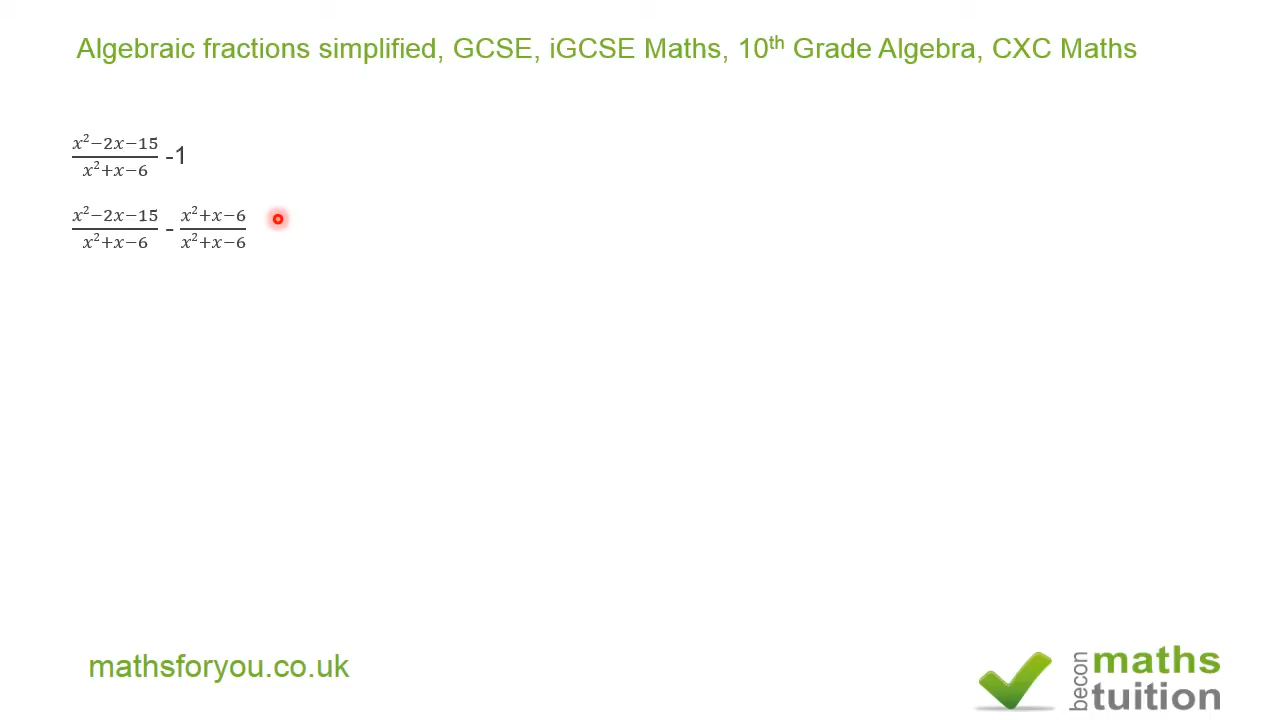 Algebraic fractions simplified, GCSE, iGCSE Maths, 10th Grade Algebra, CXC Maths
x²−2x−15
x²+x−6
-1
x²−2x−15
x²+x−6
-
x²+x−6
x²+x−6
mathsforyou.co.uk
becon
maths
tuition